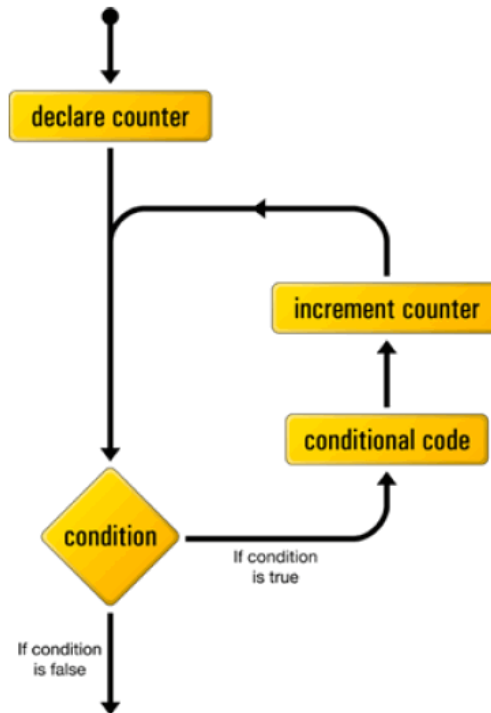 declare counter
increment counter
conditional code
condition
If condition
is true
If condition
is false